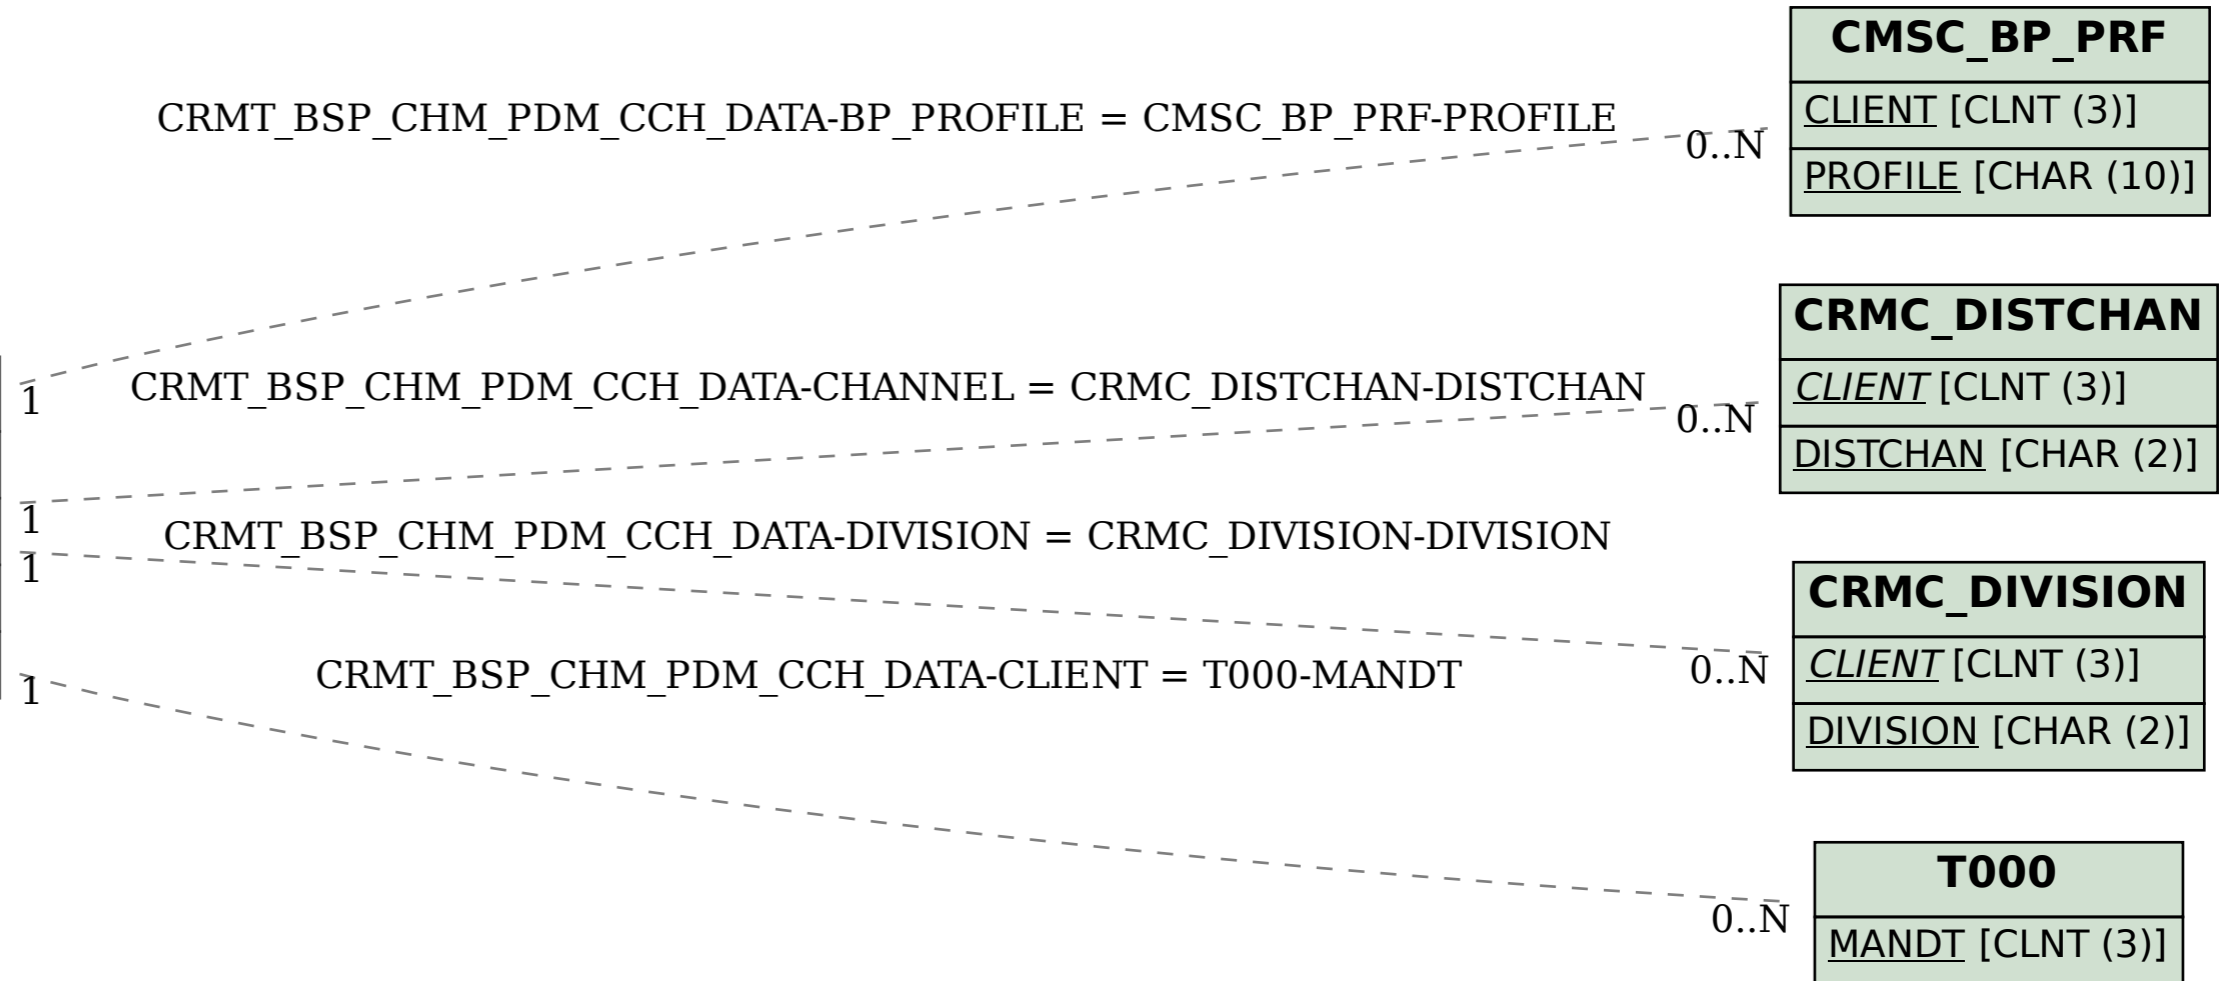 CMSC_BP_PRF
CLIENT [CLNT (3)]
PROFILE [CHAR (10)]
CRMT_BSP_CHM_PDM_CCH_DATA-BP_PROFILE = CMSC_BP_PRF-PROFILE
0..N
1
CRMC_DISTCHAN
CLIENT [CLNT (3)]
DISTCHAN [CHAR (2)]
CRMT_BSP_CHM_PDM_CCH_DATA-CHANNEL = CRMC_DISTCHAN-DISTCHAN
0..N
1
CRMT_BSP_CHM_PDM_CCH_DATA-DIVISION = CRMC_DIVISION-DIVISION
1
0..N
CRMC_DIVISION
CLIENT [CLNT (3)]
DIVISION [CHAR (2)]
CRMT_BSP_CHM_PDM_CCH_DATA-CLIENT = T000-MANDT
1
0..N
T000
MANDT [CLNT (3)]